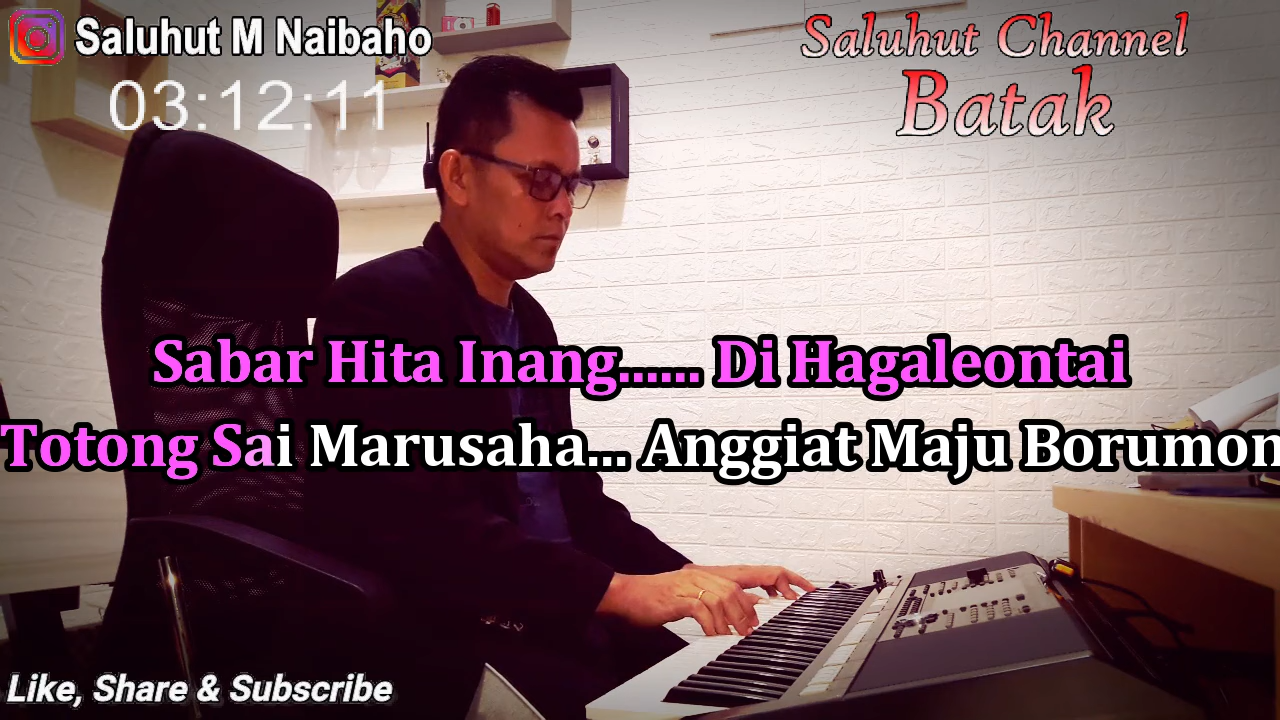 Saluhut M Naibaho
Saluhut Channel
Batak
03:12:11
Sabar Hita Inang...... Di Hagaleontai
Totong Sai Marusaha... Anggiat Maju Borumon
Like, Share & Subscribe